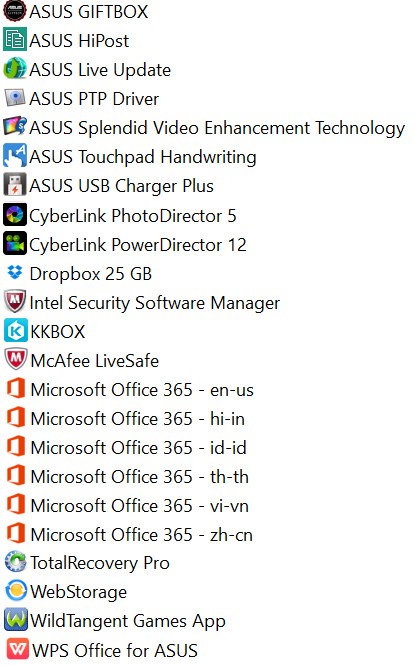 ASUS GIFTBOX
ASUS HiPost
ASUS Live Update
ASUS PTP Driver
ASUS Splendid Video Enhancement Technology
ASUS Touchpad Handwriting
ASUS USB Charger Plus
CyberLink PhotoDirector 5
CyberLink PowerDirector 12
Dropbox 25 GB
Intel Security Software Manager
KKBOX
McAfee LiveSafe
Microsoft Office 365 - en-us
Microsoft Office 365 - hi-in
Microsoft Office 365 - id-id
Microsoft Office 365 - th-th
Microsoft Office 365 - vi-vn
Microsoft Office 365 - zh-cn
TotalRecovery Pro
WebStorage
WildTangent Games App
WPS Office for ASUS